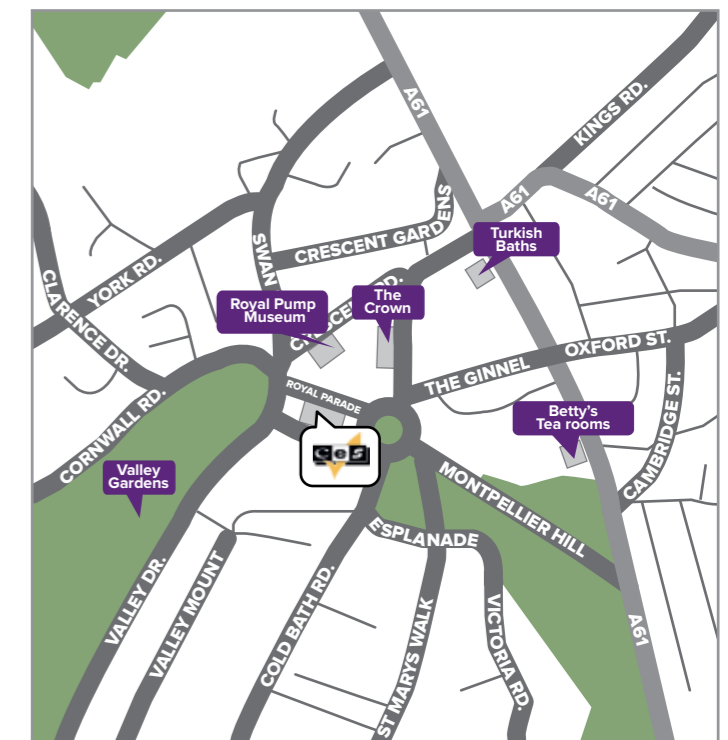 A61
KINGS RD.
A61
A61
CRESCENT GARDENS
SWAN
YORK RD.
CLARENCE DR.
Turkish
Baths
Royal Pump
Museum
The
Crown
ROYAL PARADE
THE GINNEL
OXFORD ST.
Betty's
Tea rooms
CAMBRIDGE ST.
CORNWALL RD.
ces
Valley
Gardens
MONTPELLIER HILL
ESPLANADE
VALLEY DR.
VALLEY MOUNT
COLD BATH RD.
ST MARYS WALK
VICTORIA RD.
A61